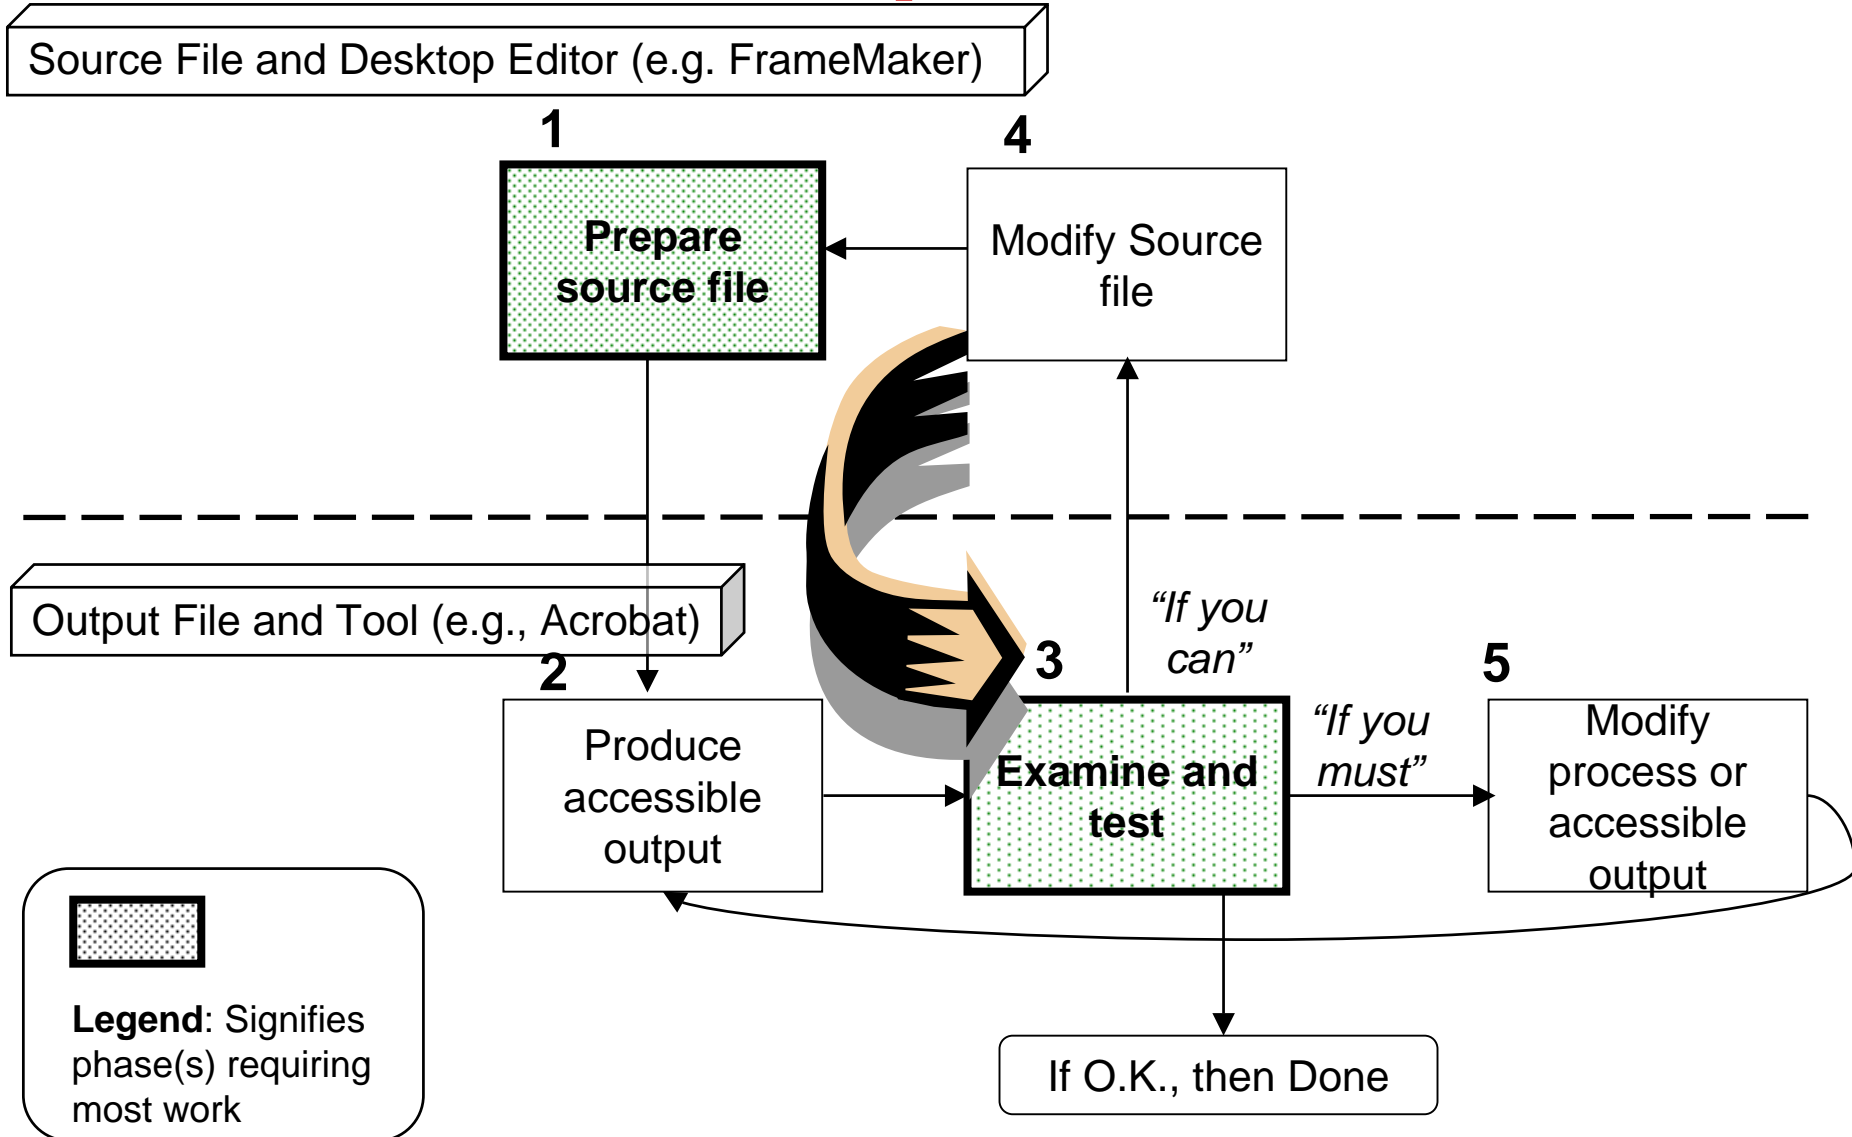 Source File and Desktop Editor (e.g. FrameMaker)
1
4
Prepare
source file
Modify Source
file
Output File and Tool (e.g., Acrobat)
“If you
can”
2
3
5
Produce
accessible
output
Examine and
test
“If you
must”
Modify
process or
accessible
output
Legend: Signifies
phase(s) requiring
most work
If O.K., then Done